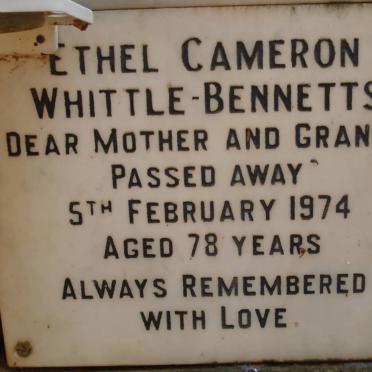 ETHEL CAMERON
WHITTLE-BENNETTS
DEAR MOTHER AND GRAN
PASSED AWAY
5TH FEBRUARY 1974
AGED 78 YEARS
ALWAYS REMEMBERED
WITH LOVE